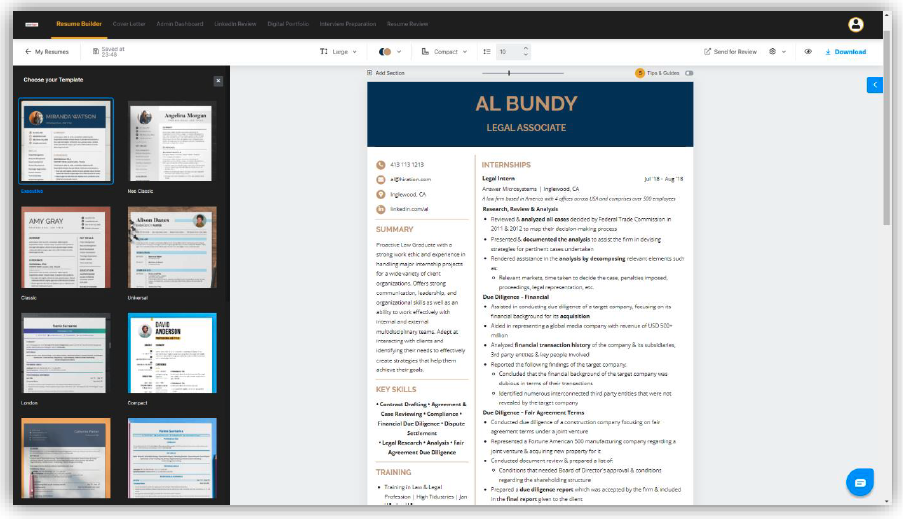 Resume Builder Cover Letter Admin Dashboard LinkedIn Review Digital Portfolio Interview Preparation Resume Review
My Resumes Saved at 23:46 Large Compact 10 Send for Review Download
Choose your Template
Add Section 5 Tips & Guides
MIRANDA WATSON
Angelina Morgan
Executive
Neo Classic
AMY GRAY
Classic
Universal
London
DAVID
ANDERSON
Compact
AL BUNDY
LEGAL ASSOCIATE
413 113 1213
al@hiration.com
Inglewood, CA
linkedin.com/al
SUMMARY
Proactive Law Graduate with a
strong work ethic and experience in
handling major internship projects
for a wide variety of client
organizations. Offers strong
communication, leadership, and
organizational skills as well as an
ability to work effectively with
internal and external
multidisciplinary teams. Adept at
interacting with clients and
identifying their needs to effectively
create strategies that help them
achieve their goals.
KEY SKILLS
• Contract Drafting • Agreement &
Case Reviewing • Compliance •
Financial Due Diligence • Dispute
Settlement
• Legal Research • Analysis • Fair
Agreement Due Diligence
TRAINING
• Training in Law & Legal
Profession | High
INTERNSHIPS
Legal Intern Jul '18 - Aug '18
Answer Microsystems | Inglewood, CA
A law firm based in America with 4 offices across USA and comprises over 500 employees
Research, Review & Analysis
• Reviewed & analyzed all cases decided by Federal Trade Commission in
2011 & 2012 to map their decision-making process
• Presented & documented the analysis to assist the firm in devising
strategies for pertinent cases undertaken
• Rendered assistance in the analysis by decomposing relevant elements such
as:
Relevant markets, time taken to decide the case, penalties imposed,
proceedings, legal representation, etc.
Due Diligence - Financial
• Assisted in conducting due diligence of a target company, focusing on its
financial background for its acquisition
• Aided in representing a global media company with revenue of USD 500+
million
• Analyzed financial transaction history of the company & its subsidiaries,
3rd party entities & key people involved
• Reported the following findings of the target company:
Concluded that the financial background of the target company was
dubious in terms of their transactions
Identified numerous interconnected third party entities that were not
revealed by the target company
Due Diligence - Fair Agreement Terms
• Conducted due diligence of a construction company focusing on fair
agreement terms under a joint venture
• Represented a Fortune American 500 manufacturing company regarding a
joint venture & acquiring new property for it
• Conducted document review & prepared a list of:
Conditions that needed Board of Director's approval & conditions
regarding the shareholding structure
• Prepared a due diligence report which was accepted by the firm & included
in the final report given to the client